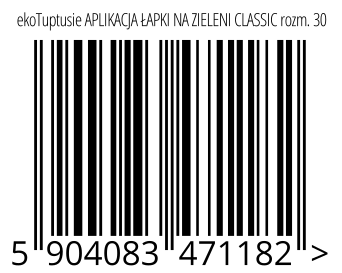 ekoTuptusie APLIKACJA ŁAPKI NA ZIELENI CLASSIC rozm. 30
5 904083 471182 >